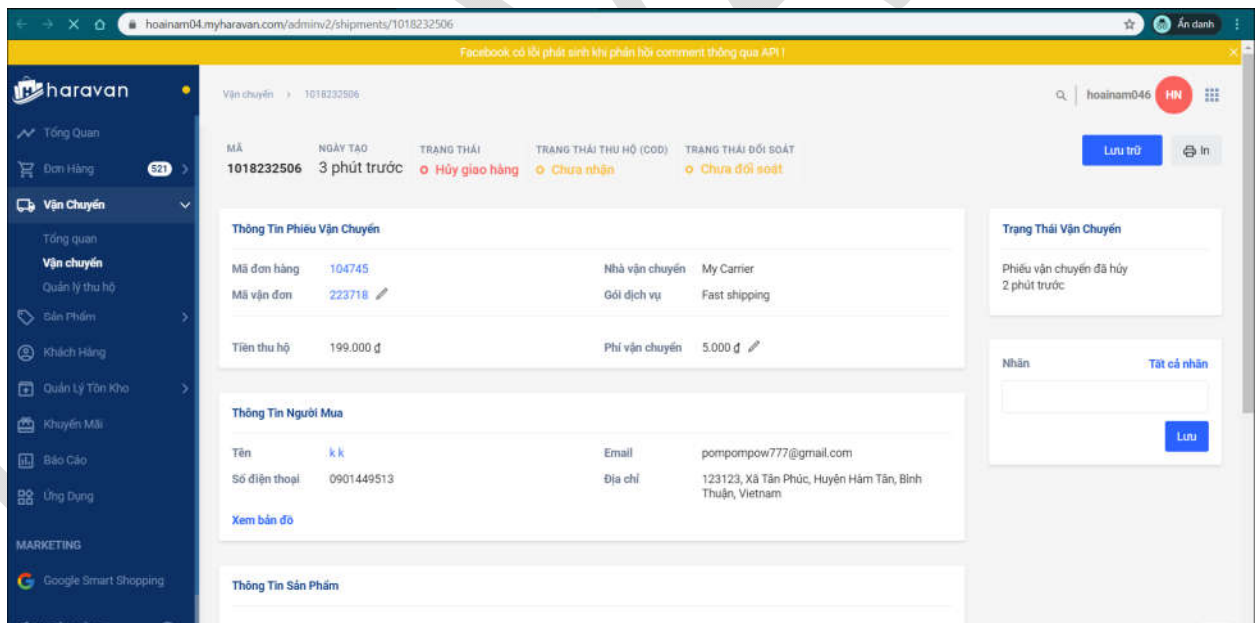 hoainam04.myharavan.com/adminv2/shipments/1018232506
Ẩn danh
Facebook có lỗi phát sinh khi phản hồi comment thông qua API !
haravan
Vận chuyển > 1018232506
hoainam046 HN
Tổng Quan
Đơn Hàng 521
Vận Chuyển
Tổng quan
Vận chuyển
Quản lý thu hộ
Sản Phẩm
Khách Hàng
Quản Lý Tồn Kho
Khuyến Mãi
Báo Cáo
Ứng Dụng
MARKETING
Google Smart Shopping
MÃ NGÀY TẠO TRẠNG THÁI TRẠNG THÁI THU HỘ (COD) TRẠNG THÁI ĐỐI SOÁT
1018232506 3 phút trước Hủy giao hàng Chưa nhận Chưa đối soát
Lưu trữ In
Thông Tin Phiếu Vận Chuyển
Mã đơn hàng 104745 Nhà vận chuyển My Carrier
Mã vận đơn 223718 Gói dịch vụ Fast shipping
Tiền thu hộ 199.000 ₫ Phí vận chuyển 5.000 ₫
Thông Tin Người Mua
Tên k k Email pompompow777@gmail.com
Số điện thoại 0901449513 Địa chỉ 123123, Xã Tân Phúc, Huyện Hàm Tân, Bình
Thuận, Vietnam
Xem bản đồ
Thông Tin Sản Phẩm
Trạng Thái Vận Chuyển
Phiếu vận chuyển đã hủy
2 phút trước
Nhãn Tất cả nhãn
Lưu